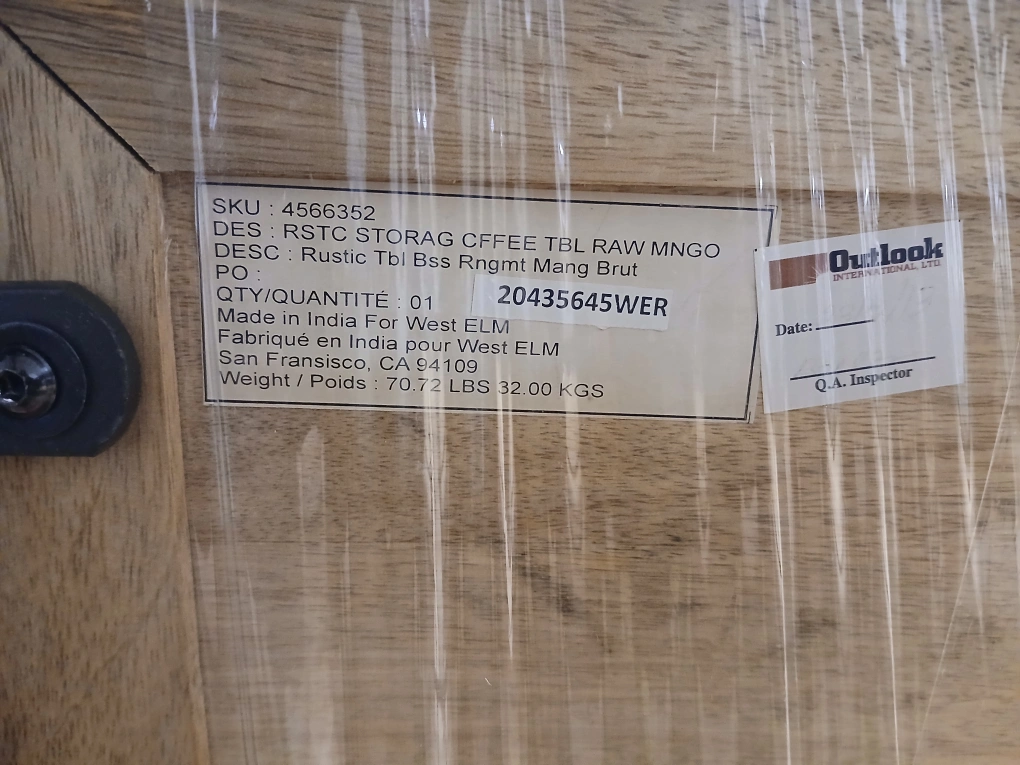 SKU : 4566352
DES : RSTC STORAG CFFEE TBL RAW MNGO
DESC : Rustic Tbl Bss Rngmt Mang Brut
PO :
QTY/QUANTITÉ : 01
20435645WER
Made in India For West ELM
Fabriqué en India pour West ELM
San Fransisco, CA 94109
Weight / Poids : 70.72 LBS 32.00 KGS
Outlook
INTERNATIONAL, LTD
Date:
Q.A. Inspector